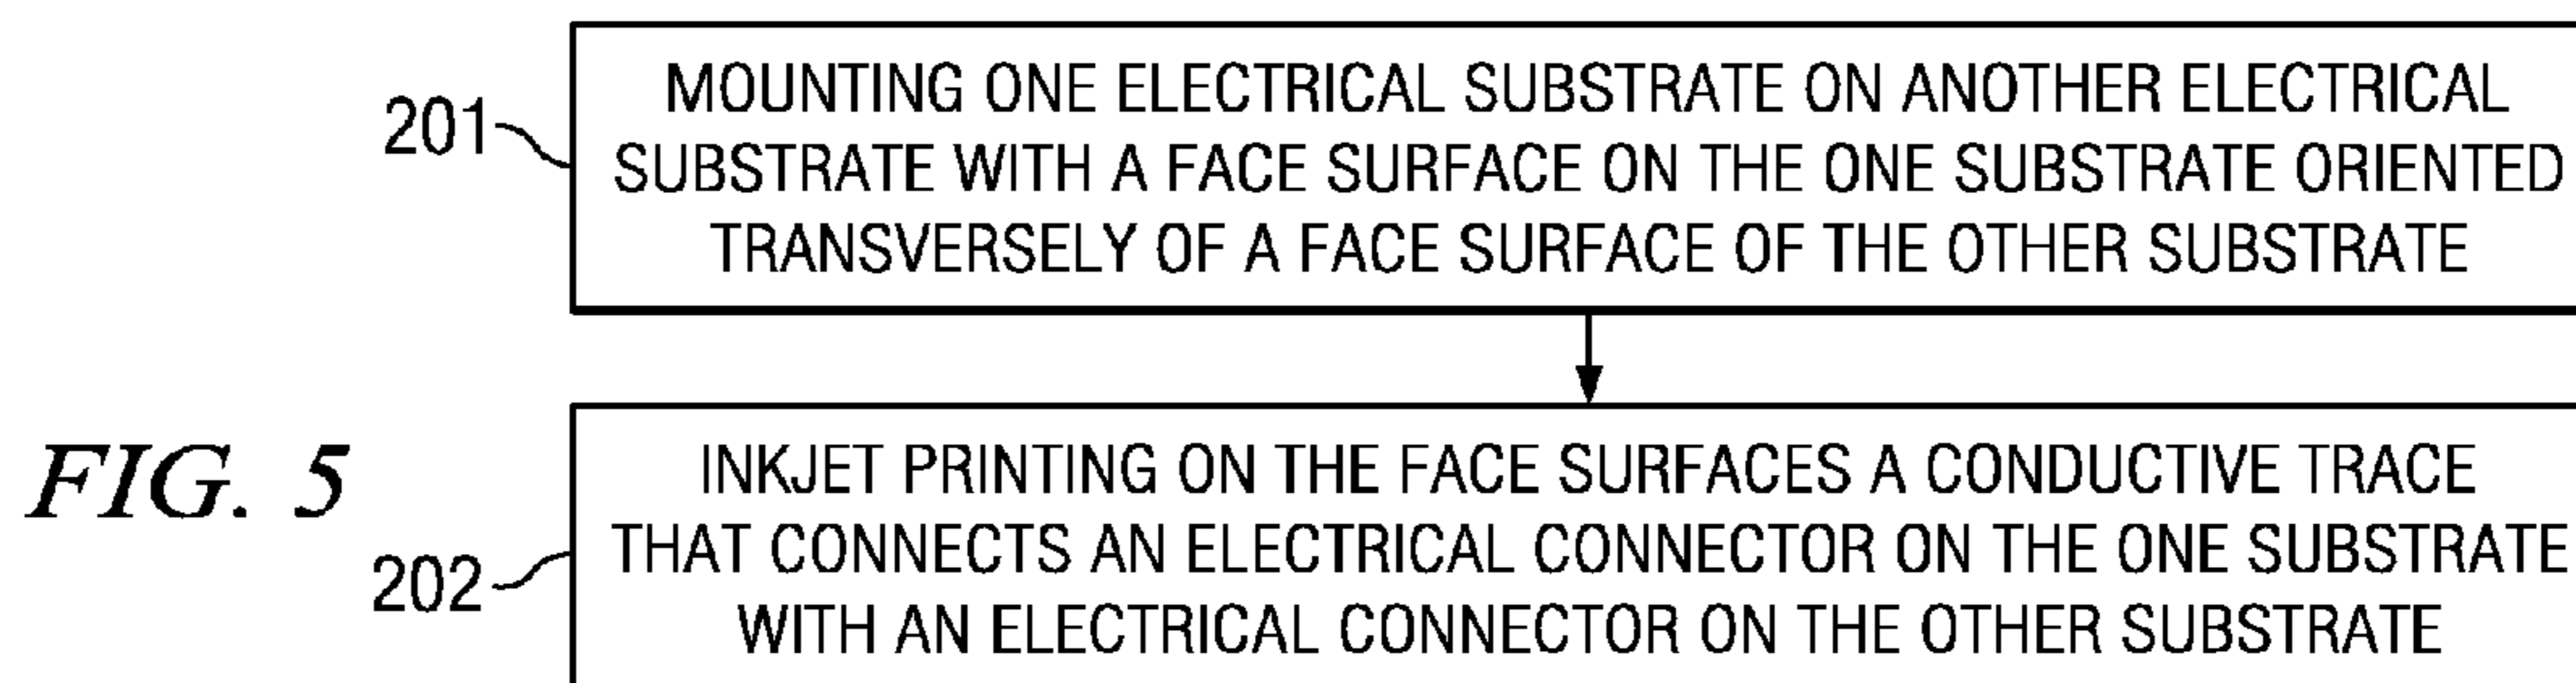 201
MOUNTING ONE ELECTRICAL SUBSTRATE ON ANOTHER ELECTRICAL
SUBSTRATE WITH A FACE SURFACE ON THE ONE SUBSTRATE ORIENTED
TRANSVERSELY OF A FACE SURFACE OF THE OTHER SUBSTRATE
FIG. 5
202
INKJET PRINTING ON THE FACE SURFACES A CONDUCTIVE TRACE
THAT CONNECTS AN ELECTRICAL CONNECTOR ON THE ONE SUBSTRATE
WITH AN ELECTRICAL CONNECTOR ON THE OTHER SUBSTRATE